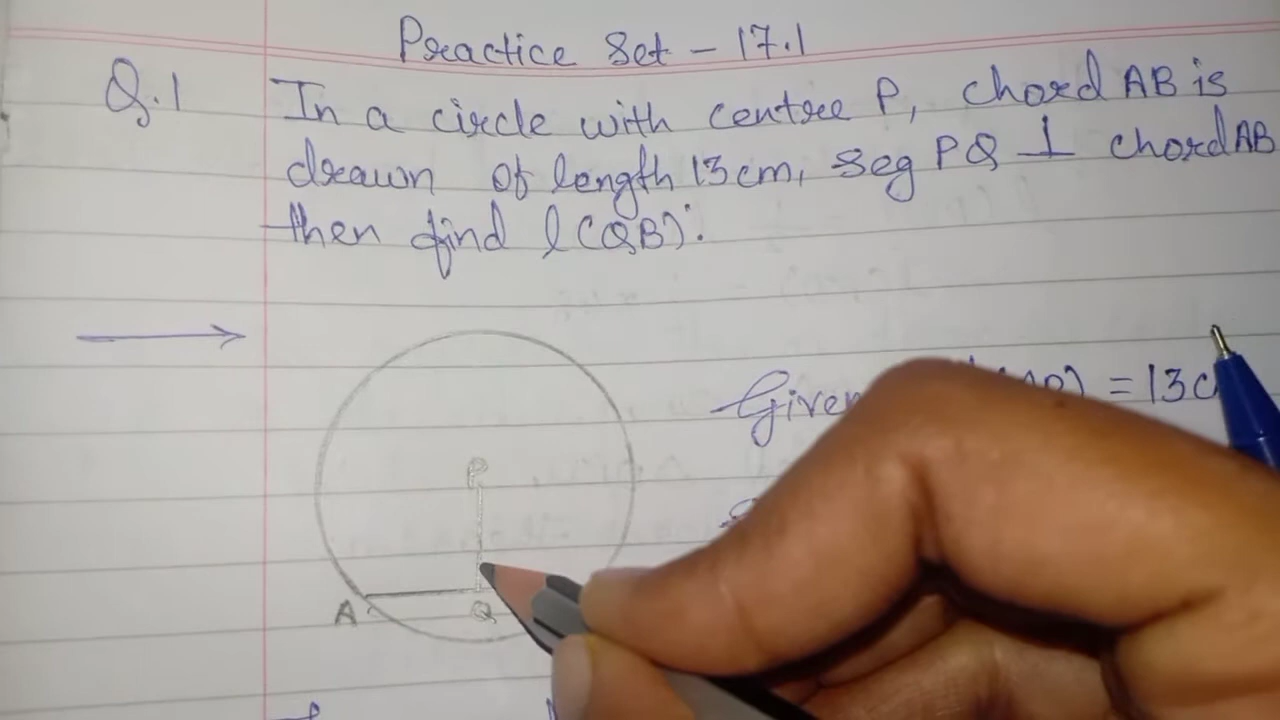 Practice Set - 17.1
Q.1 In a circle with centre P, chord AB is
drawn of length 13 cm, seg PQ ⊥ chord AB
then find l(QB).
Given = 13c
P
A
Q